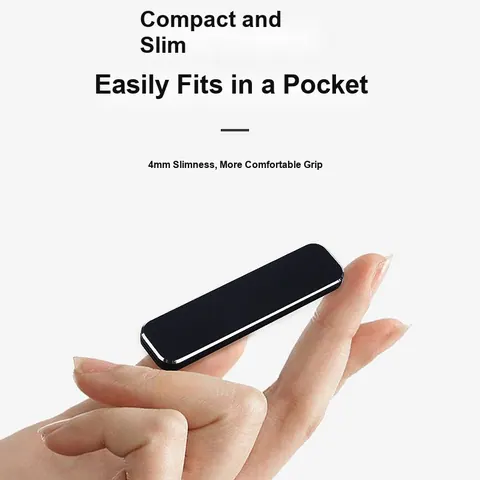 Compact and
Slim
Easily Fits in a Pocket
4mm Slimness, More Comfortable Grip